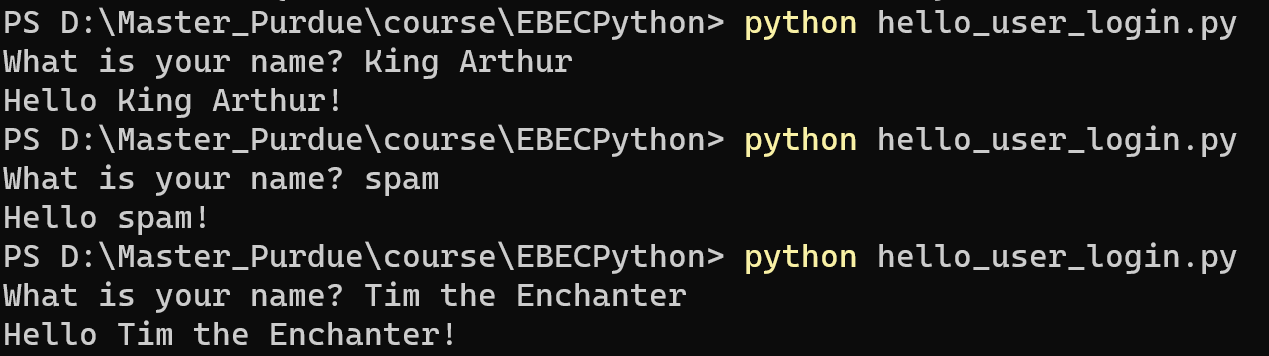 PS D:\Master_Purdue\course\EBECPython> python hello_user_login.py
What is your name? King Arthur
Hello King Arthur!
PS D:\Master_Purdue\course\EBECPython> python hello_user_login.py
What is your name? spam
Hello spam!
PS D:\Master_Purdue\course\EBECPython> python hello_user_login.py
What is your name? Tim the Enchanter
Hello Tim the Enchanter!